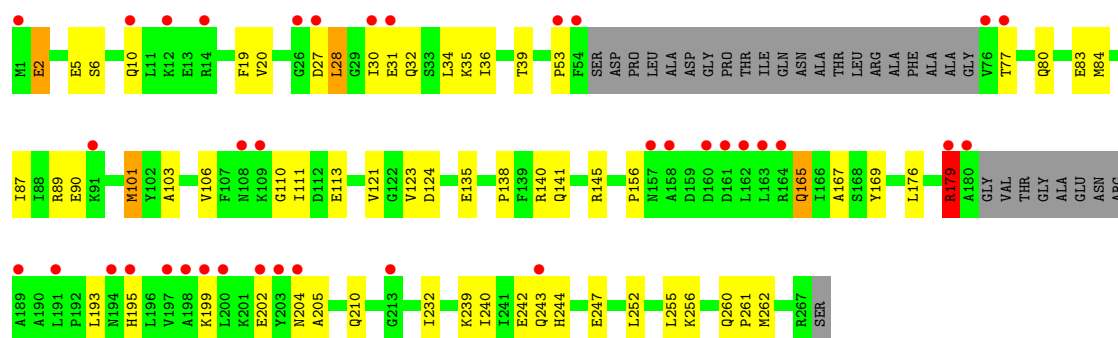 M1 E2 E5 S6 Q10 L11 K12 E13 R14 F19 V20 G26 D27 L28 G29 I30 E31 Q32 S33 L34 K35 I36 T39 P53 F54 SER ASP PRO LEU ALA ASP GLY PRO THR ILE GLN ASN ALA THR LEU ARG ALA PHE ALA ALA GLY V76 T77 Q80 E83 M84
I87 I88 R89 E90 K91 M101 Y102 A103 V106 F107 N108 K109 G110 I111 D112 E113 V121 G122 V123 D124 E135 P138 F139 R140 Q141 R145 P156 N157 A158 D159 D160 D161 L162 L163 R164 Q165 I166 A167 S168 Y169 L176 R179 A180 GLY VAL THR GLY ALA GLU ASN ARG
A189 A190 L191 P192 L193 N194 H195 L196 V197 A198 K199 L200 K201 E202 Y203 N204 A205 Q210 G213 I232 K239 I240 I241 E242 Q243 H244 E247 L252 L255 K256 Q260 P261 M262 R267 SER